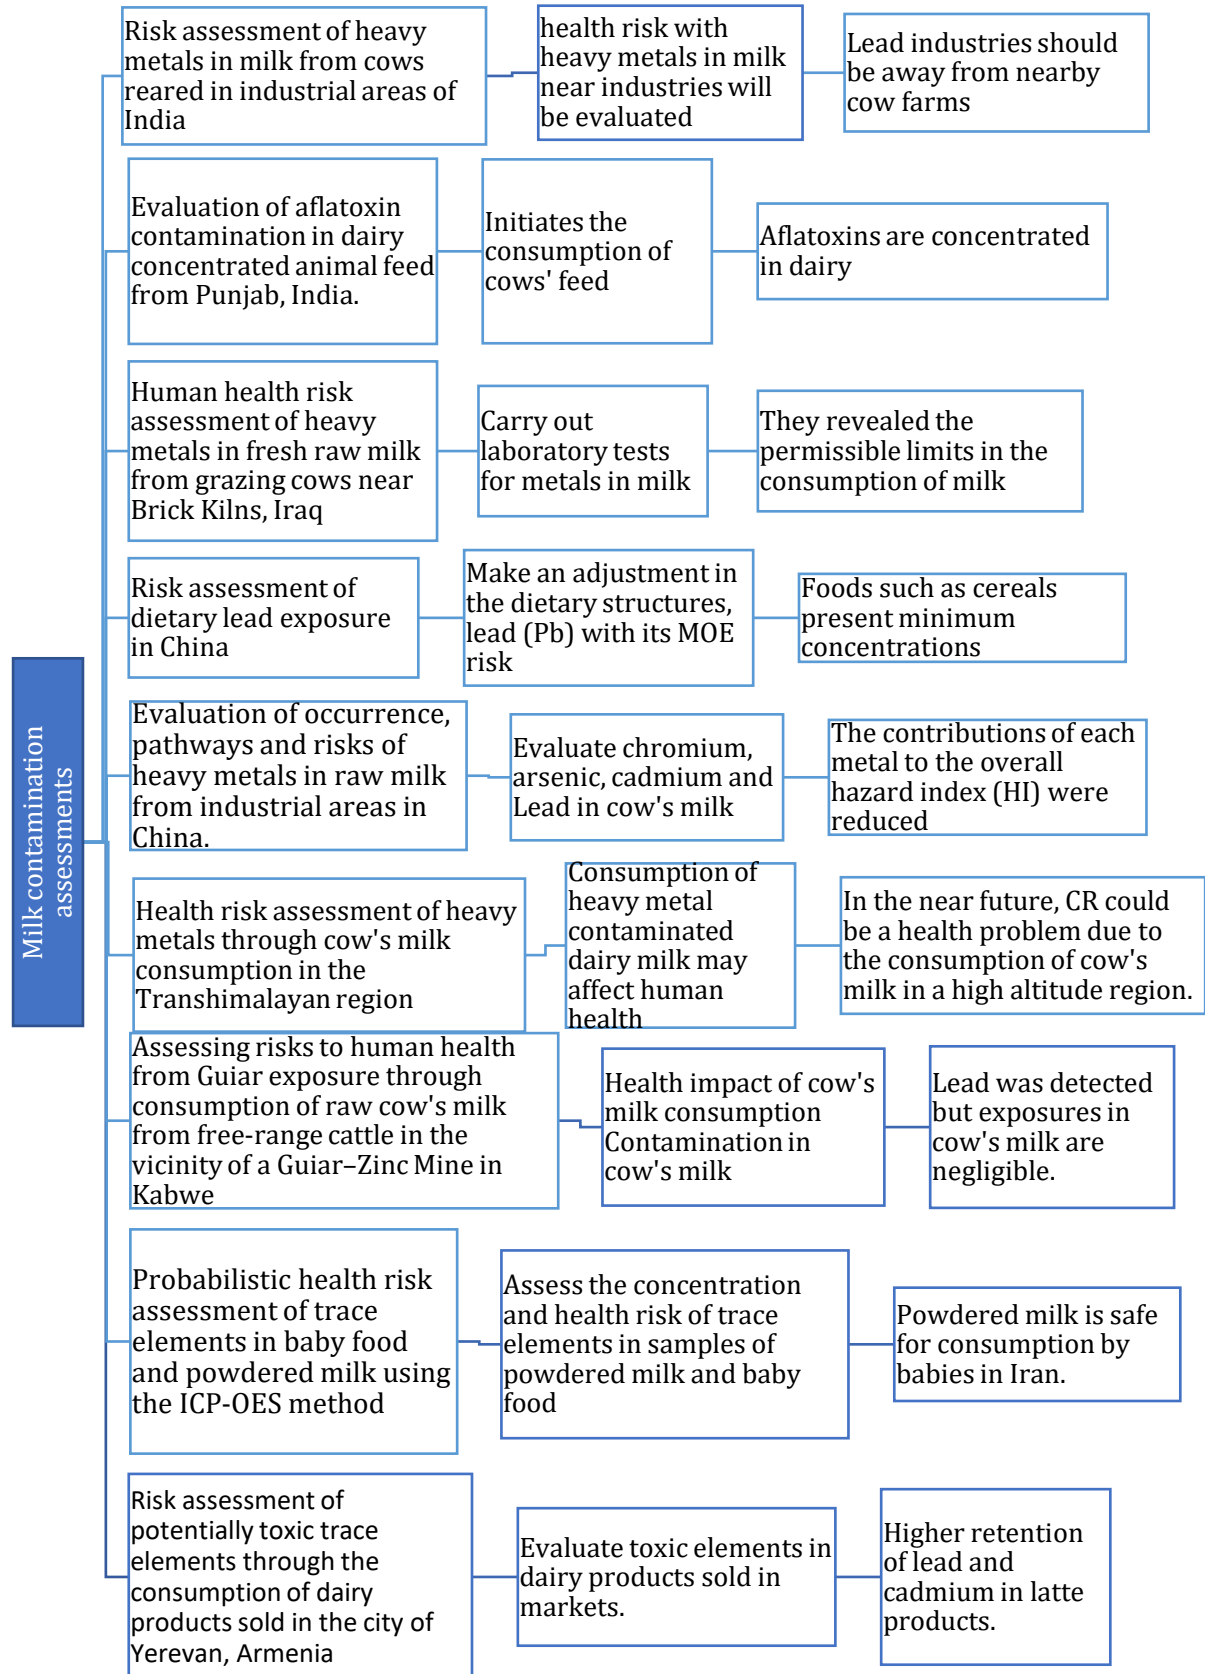 Milk contamination
assessments
Risk assessment of heavy
metals in milk from cows
reared in industrial areas of
India
health risk with
heavy metals in milk
near industries will
be evaluated
Lead industries should
be away from nearby
cow farms
Evaluation of aflatoxin
contamination in dairy
concentrated animal feed
from Punjab, India.
Initiates the
consumption of
cows' feed
Aflatoxins are concentrated
in dairy
Human health risk
assessment of heavy
metals in fresh raw milk
from grazing cows near
Brick Kilns, Iraq
Carry out
laboratory tests
for metals in milk
They revealed the
permissible limits in the
consumption of milk
Risk assessment of
dietary lead exposure
in China
Make an adjustment in
the dietary structures,
lead (Pb) with its MOE
risk
Foods such as cereals
present minimum
concentrations
Evaluation of occurrence,
pathways and risks of
heavy metals in raw milk
from industrial areas in
China.
Evaluate chromium,
arsenic, cadmium and
Lead in cow's milk
The contributions of each
metal to the overall
hazard index (HI) were
reduced
Health risk assessment of heavy
metals through cow's milk
consumption in the
Transhimalayan region
Consumption of
heavy metal
contaminated
dairy milk may
affect human
health
In the near future, CR could
be a health problem due to
the consumption of cow's
milk in a high altitude region.
Assessing risks to human health
from Guiar exposure through
consumption of raw cow's milk
from free-range cattle in the
vicinity of a Guiar–Zinc Mine in
Kabwe
Health impact of cow's
milk consumption
Contamination in
cow's milk
Lead was detected
but exposures in
cow's milk are
negligible.
Probabilistic health risk
assessment of trace
elements in baby food
and powdered milk using
the ICP-OES method
Assess the concentration
and health risk of trace
elements in samples of
powdered milk and baby
food
Powdered milk is safe
for consumption by
babies in Iran.
Risk assessment of
potentially toxic trace
elements through the
consumption of dairy
products sold in the city of
Yerevan, Armenia
Evaluate toxic elements in
dairy products sold in
markets.
Higher retention
of lead and
cadmium in latte
products.